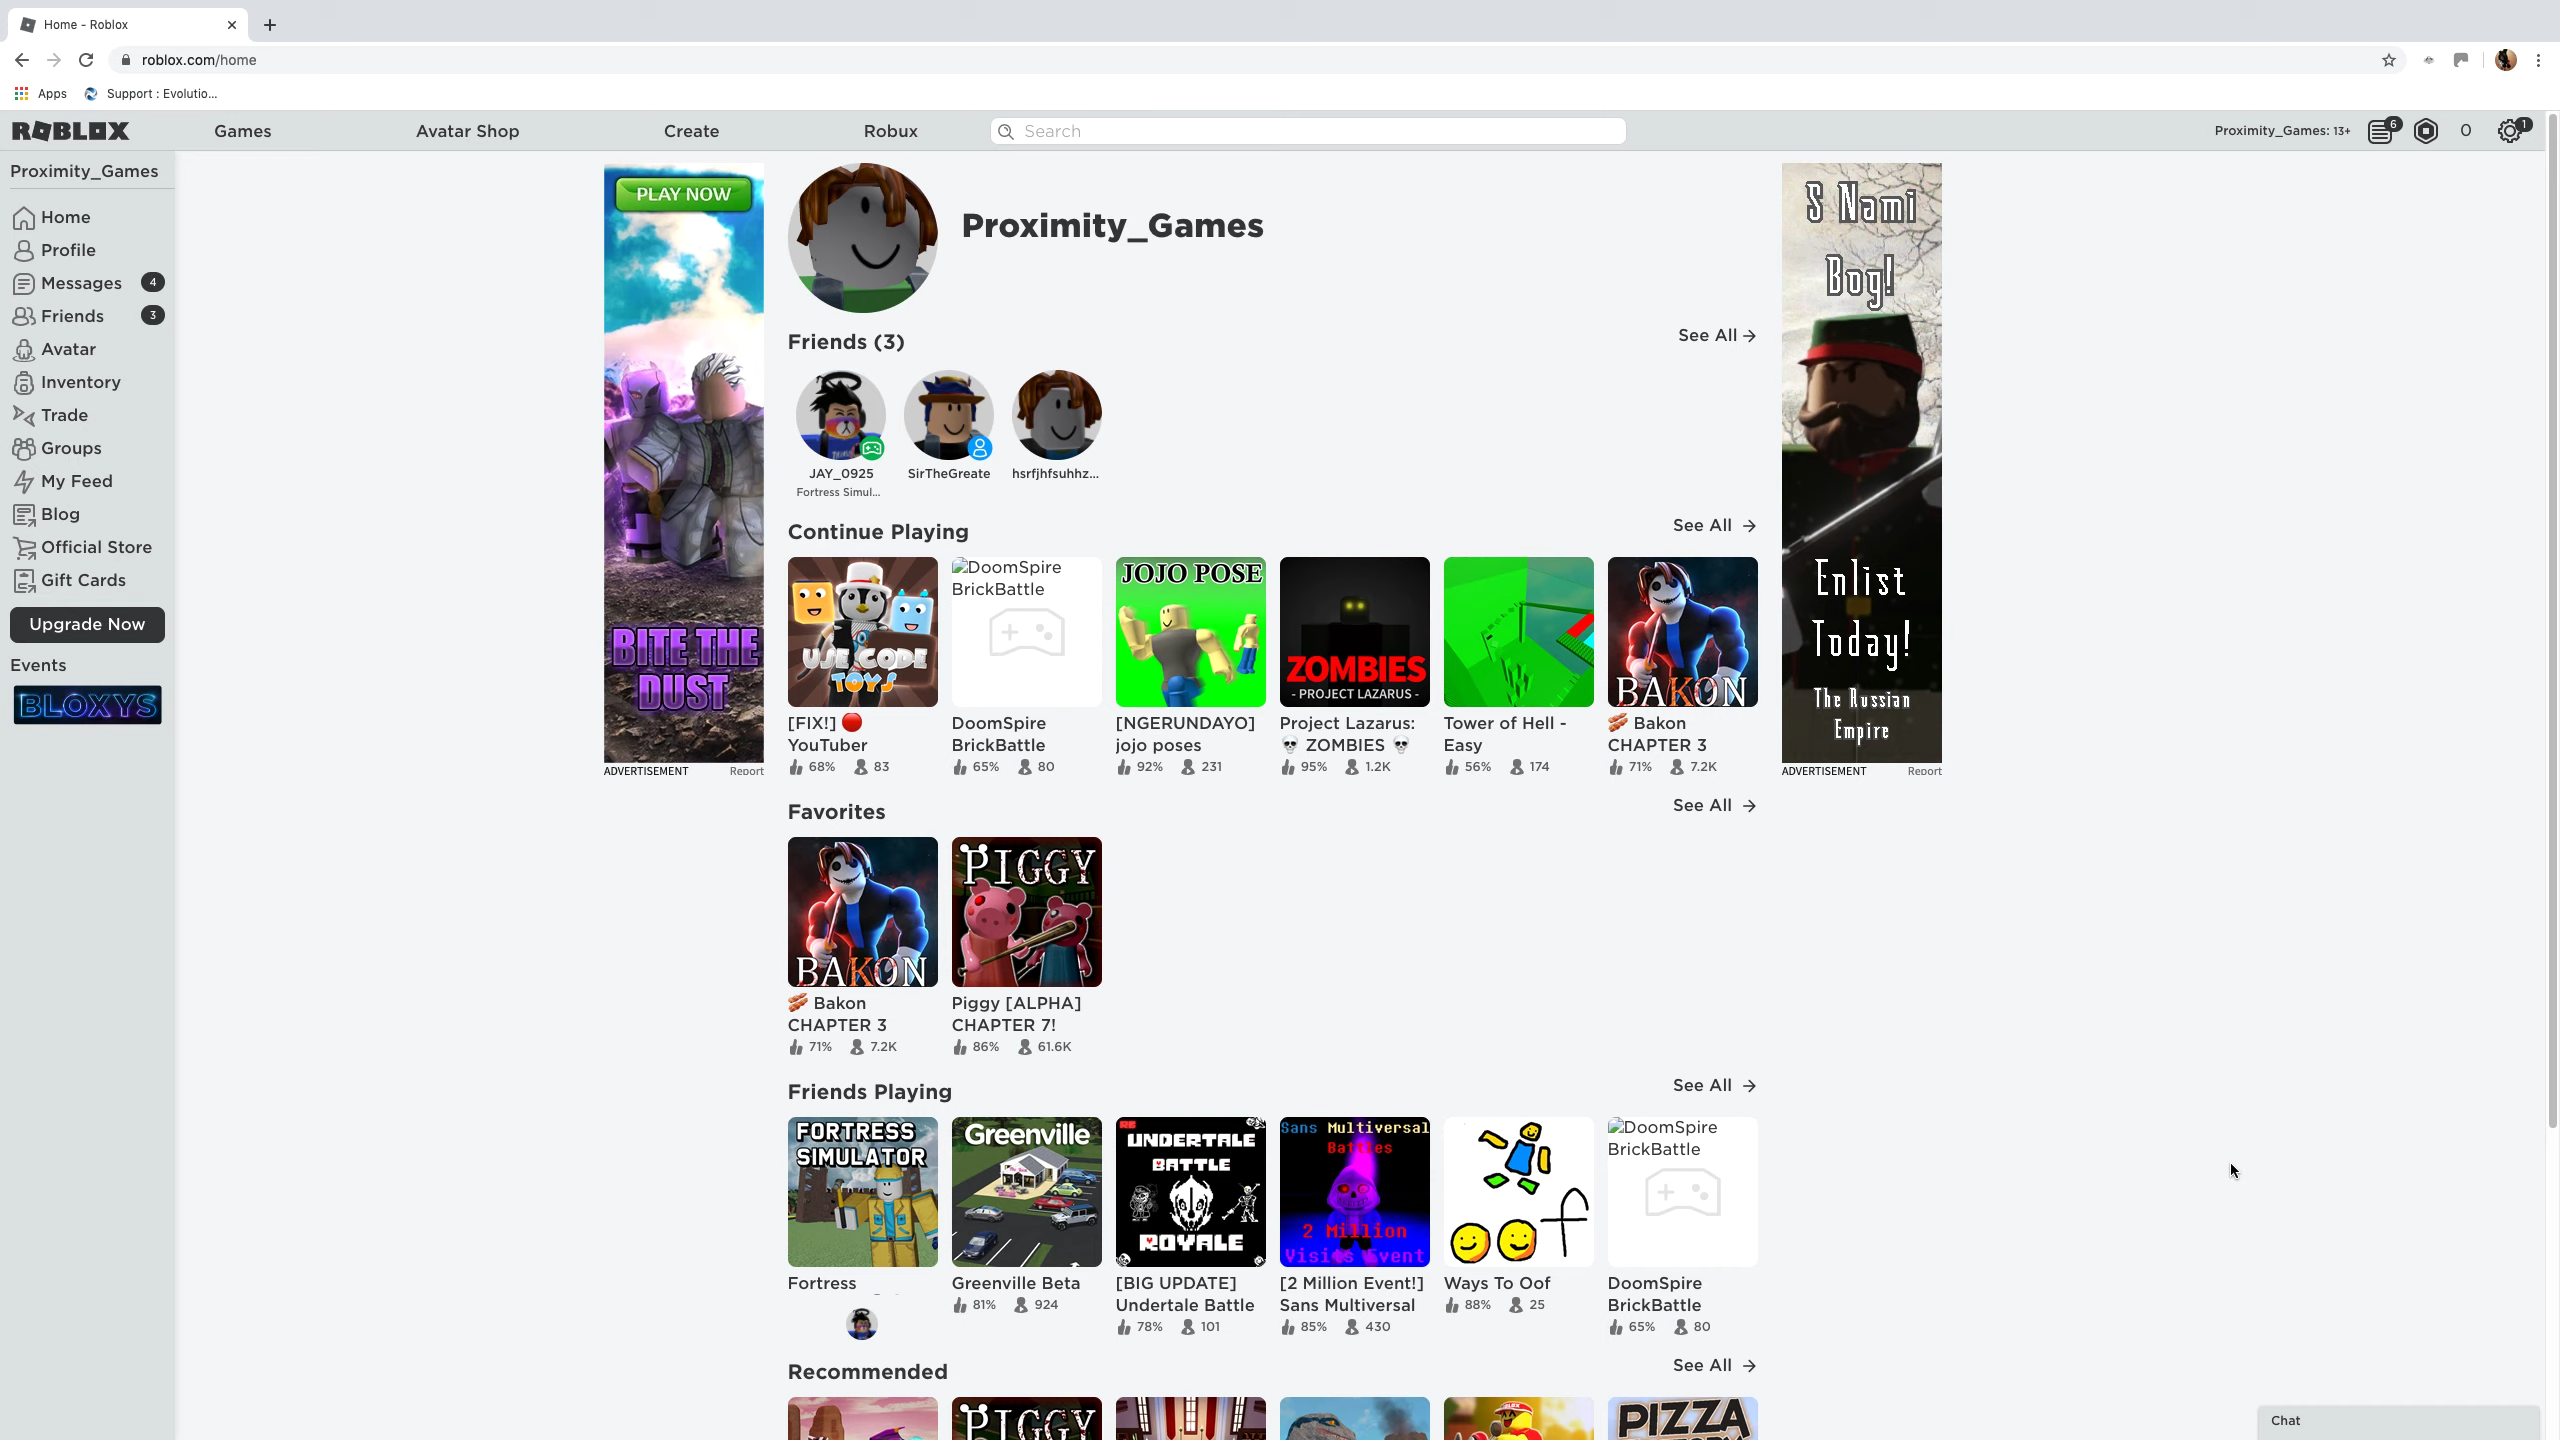 Home - Roblox
roblox.com/home
Apps
Support : Evolutio...
ROBLOX
Games
Avatar Shop
Create
Robux
Search
Proximity_Games: 13+
6
0
1
Proximity_Games
Home
Profile
Messages
4
Friends
3
Avatar
Inventory
Trade
Groups
My Feed
Blog
Official Store
Gift Cards
Upgrade Now
Events
BLOXYS
PLAY NOW
BITE THE
DUST
ADVERTISEMENT
Report
Proximity_Games
Friends (3)
See All
JAY_0925
Fortress Simul...
SirTheGreate
hsrfjhfsuhhz...
Continue Playing
See All
USE CODE
TOYS
[FIX!] 🔴
YouTuber
68% 83
DoomSpire
BrickBattle
DoomSpire
BrickBattle
65% 80
JOJO POSE
[NGERUNDAYO]
jojo poses
92% 231
ZOMBIES
- PROJECT LAZARUS -
Project Lazarus:
💀 ZOMBIES 💀
95% 1.2K
Tower of Hell -
Easy
56% 174
BAKON
🥓 Bakon
CHAPTER 3
71% 7.2K
Favorites
See All
BAKON
🥓 Bakon
CHAPTER 3
71% 7.2K
PIGGY
Piggy [ALPHA]
CHAPTER 7!
86% 61.6K
Friends Playing
See All
FORTRESS
SIMULATOR
Fortress
Greenville
Greenville Beta
81% 924
RE
UNDERTALE
BATTLE
ROYALE
[BIG UPDATE]
Undertale Battle
78% 101
Sans Multiversal
Battles
2 Million
Visits Event
[2 Million Event!]
Sans Multiversal
85% 430
oof
Ways To Oof
88% 25
DoomSpire
BrickBattle
DoomSpire
BrickBattle
65% 80
Recommended
See All
PIGGY
PIZZA
S Nami
Boy!
Enlist
Today!
The Russian
Empire
ADVERTISEMENT
Report
Chat